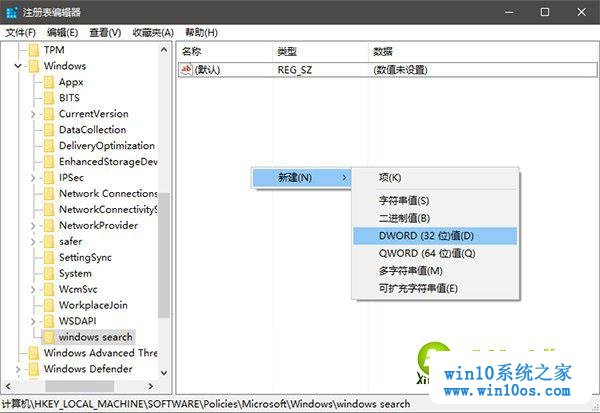 注册表编辑器
文件(F) 编辑(E) 查看(V) 收藏夹(A) 帮助(H)
TPM
Windows
Appx
BITS
CurrentVersion
DataCollection
DeliveryOptimization
EnhancedStorageDev
IPSec
Network Connections
NetworkConnectivityS
NetworkProvider
safer
SettingSync
System
WcmSvc
WorkplaceJoin
WSDAPI
windows search
Windows Advanced Thre
Windows Defender
名称 类型 数据
ab (默认) REG_SZ (数值未设置)
新建(N)
项(K)
字符串值(S)
二进制值(B)
DWORD (32 位)值(D)
QWORD (64 位)值(Q)
多字符串值(M)
可扩充字符串值(E)
win10系统之家
www.win10os.com
计算机\HKEY_LOCAL_MACHINE\SOFTWARE\Policies\Microsoft\Windows\windows search